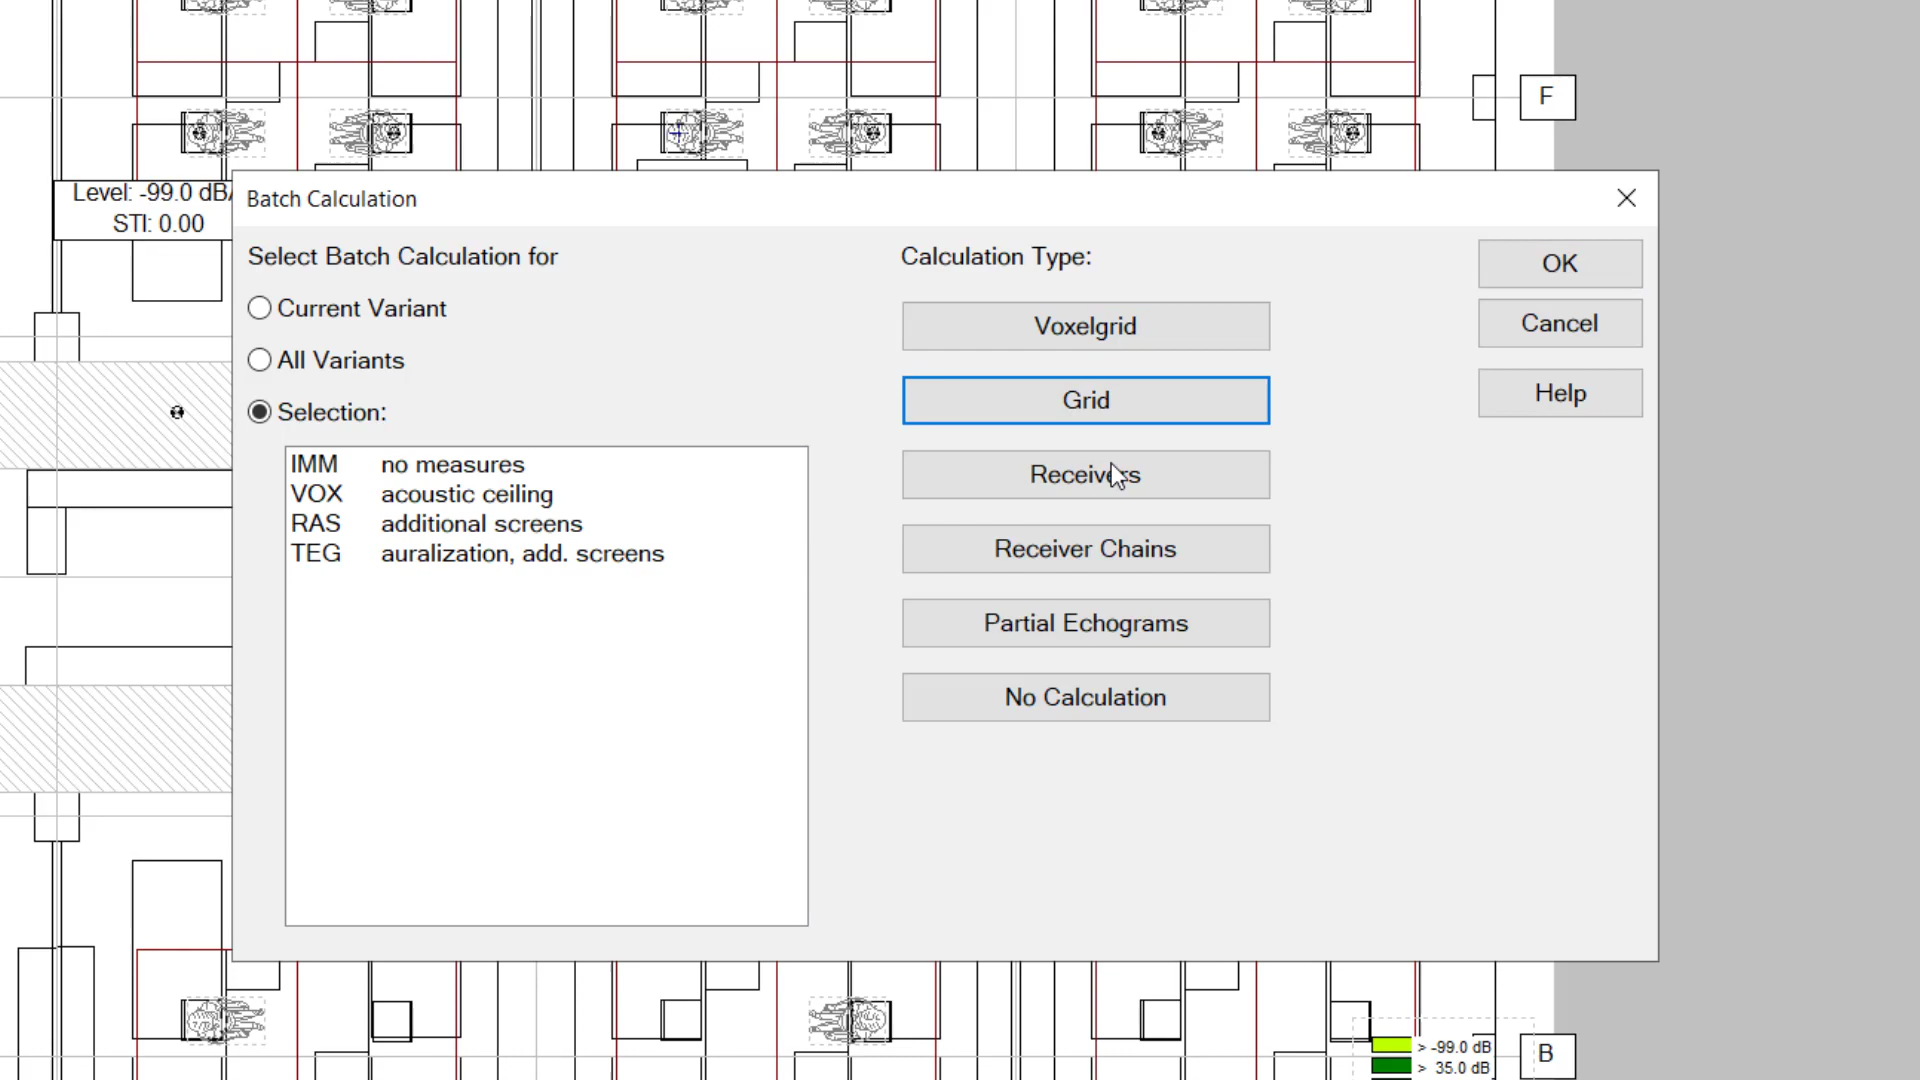 F
Level: -99.0 dB
STI: 0.00
Batch Calculation
Select Batch Calculation for
Current Variant
All Variants
Selection:
IMM no measures
VOX acoustic ceiling
RAS additional screens
TEG auralization, add. screens
Calculation Type:
Voxelgrid
Grid
Receivers
Receiver Chains
Partial Echograms
No Calculation
OK
Cancel
Help
> -99.0 dB
> 35.0 dB
B